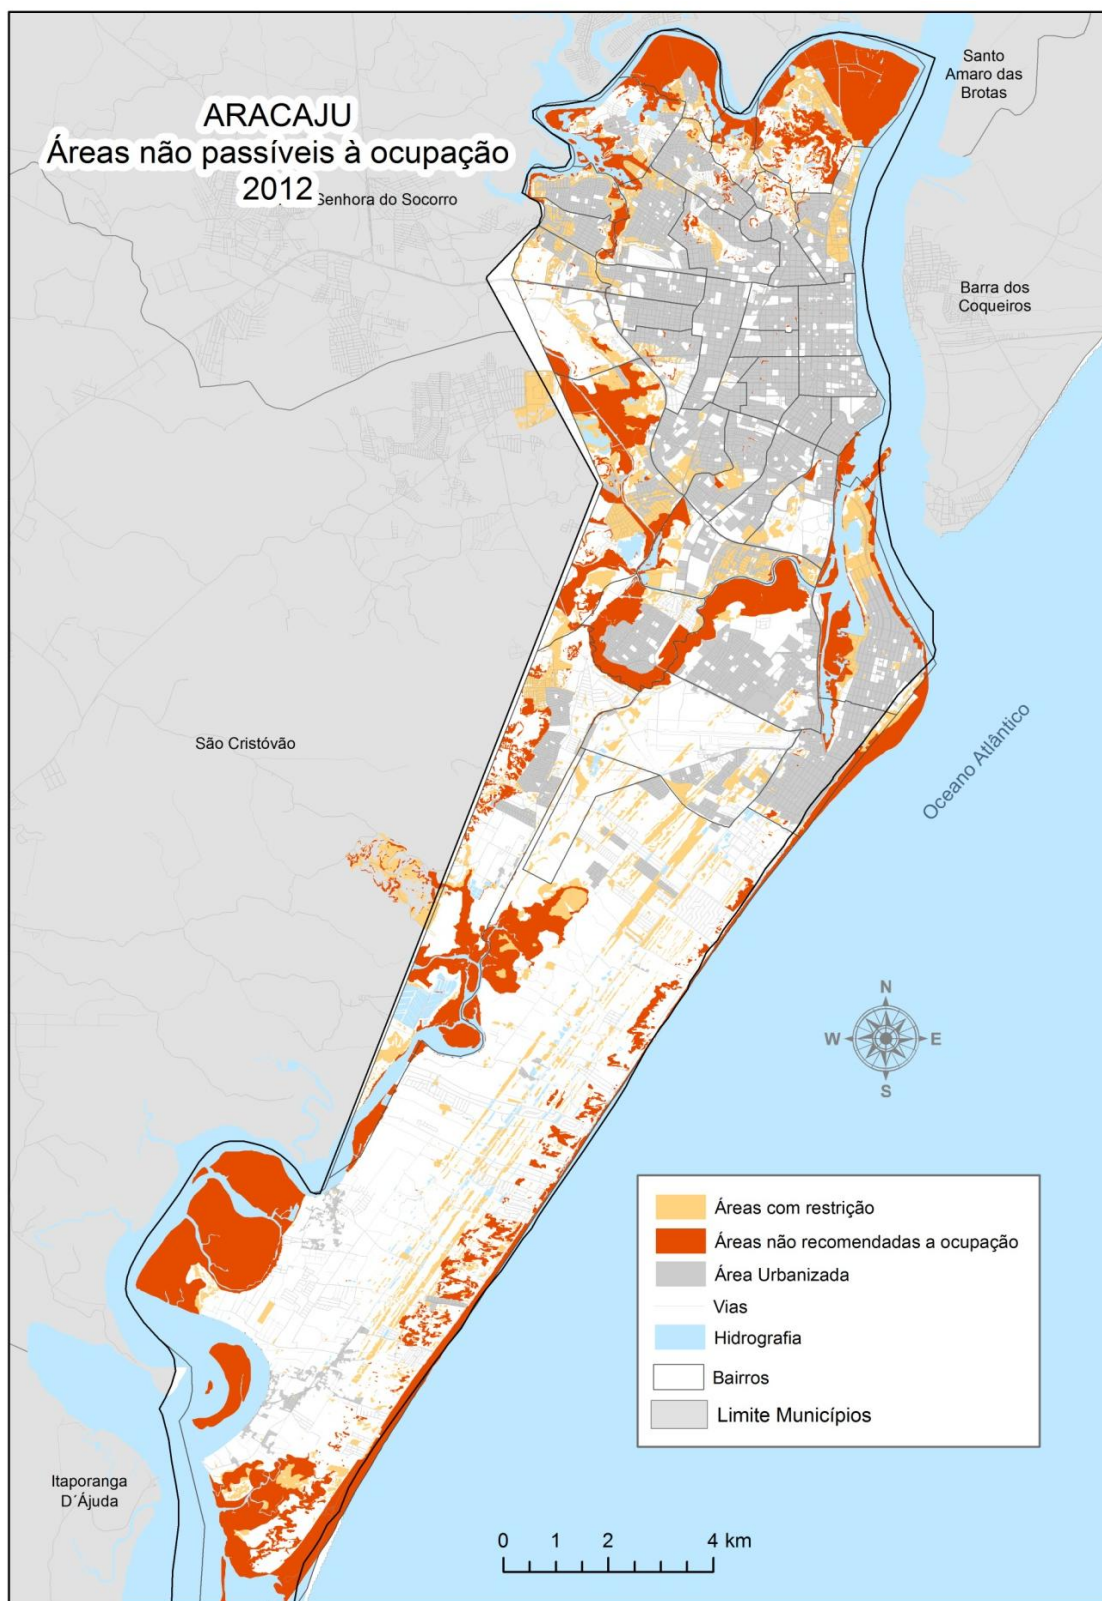 ARACAJU
Áreas não passíveis à ocupação
2012
Senhora do Socorro
Santo
Amaro das
Brotas
Barra dos
Coqueiros
São Cristóvão
Oceano Atlântico
N
W E
S
Áreas com restrição
Áreas não recomendadas a ocupação
Área Urbanizada
Vias
Hidrografia
Bairros
Limite Municípios
Itaporanga
D´Ájuda
0 1 2 4 km